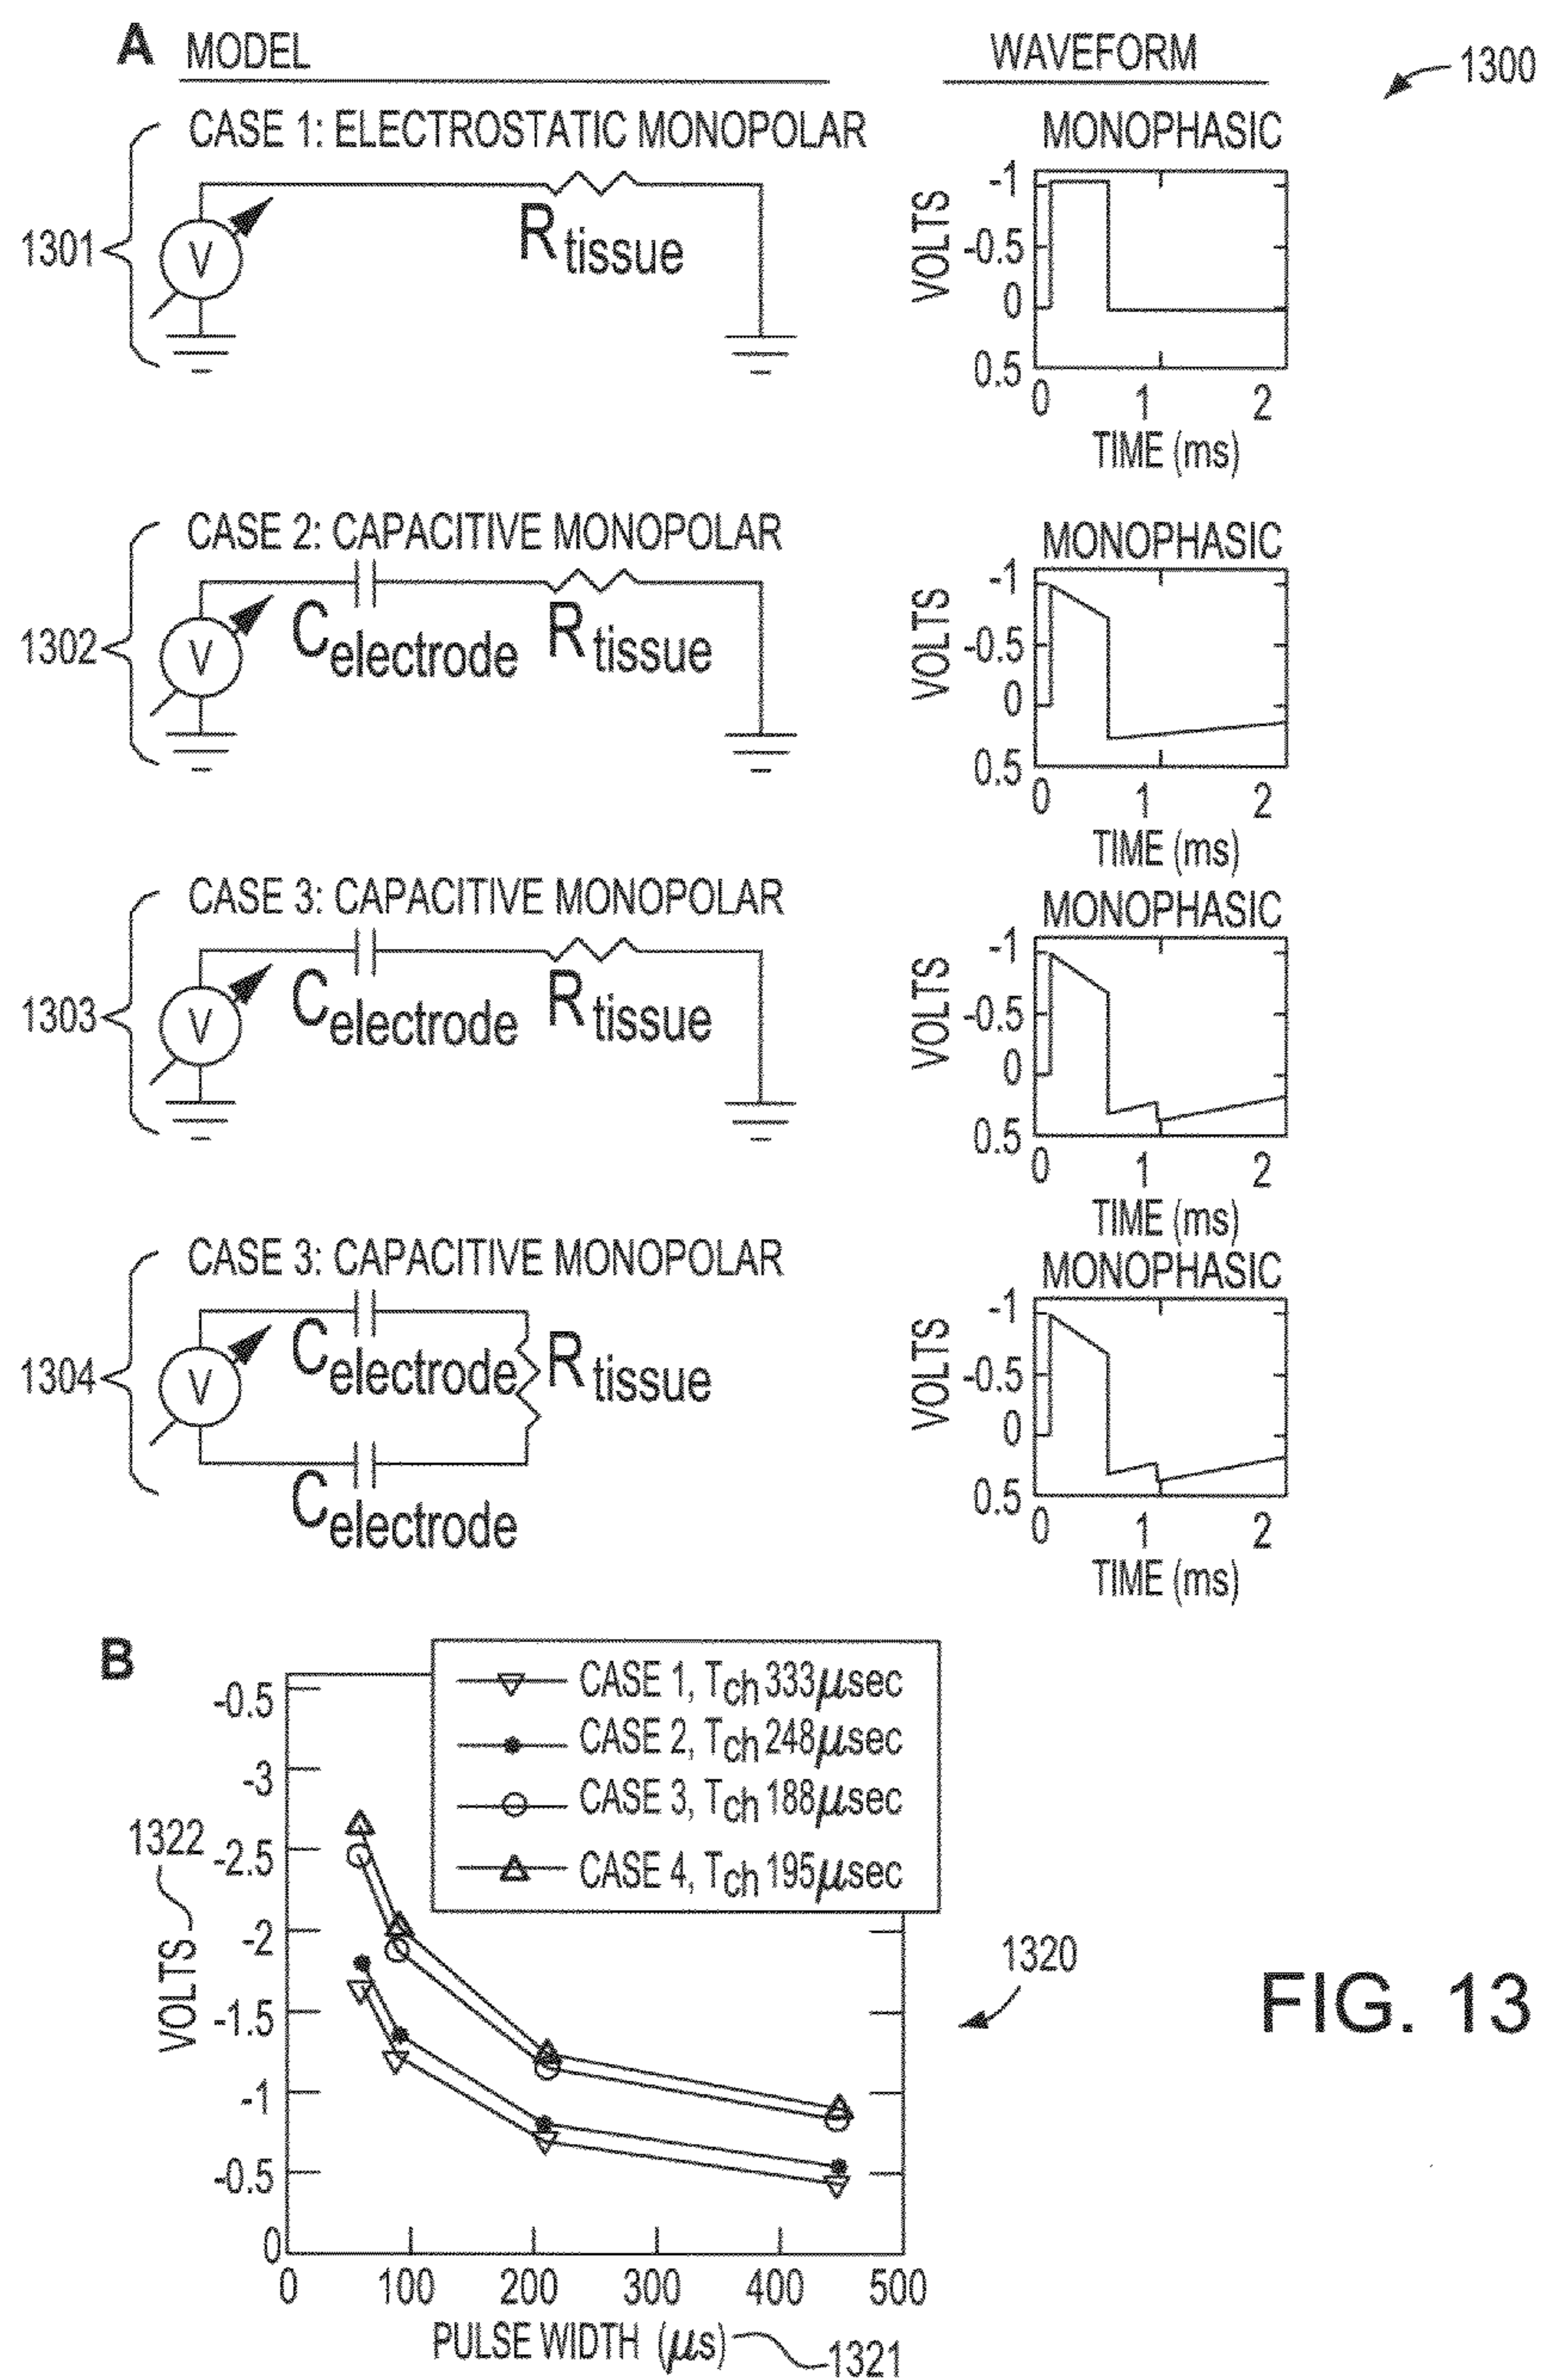 A MODEL WAVEFORM 1300
CASE 1: ELECTROSTATIC MONOPOLAR MONOPHASIC
1301
V
Rtissue
VOLTS
-1
-0.5
0
0.5
0 1 2
TIME (ms)
CASE 2: CAPACITIVE MONOPOLAR MONOPHASIC
1302
V
Celectrode Rtissue
VOLTS
-1
-0.5
0
0.5
0 1 2
TIME (ms)
CASE 3: CAPACITIVE MONOPOLAR MONOPHASIC
1303
V
Celectrode Rtissue
VOLTS
-1
-0.5
0
0.5
0 1 2
TIME (ms)
CASE 3: CAPACITIVE MONOPOLAR MONOPHASIC
1304
V
Celectrode Rtissue
Celectrode
VOLTS
-1
-0.5
0
0.5
0 1 2
TIME (ms)
B
CASE 1, Tch 333µsec
CASE 2, Tch 248µsec
CASE 3, Tch 188µsec
CASE 4, Tch 195µsec
1322
VOLTS
-0.5
-3
-2.5
-2
-1.5
-1
-0.5
0
0 100 200 300 400 500
PULSE WIDTH (µs)
1321
1320
FIG. 13